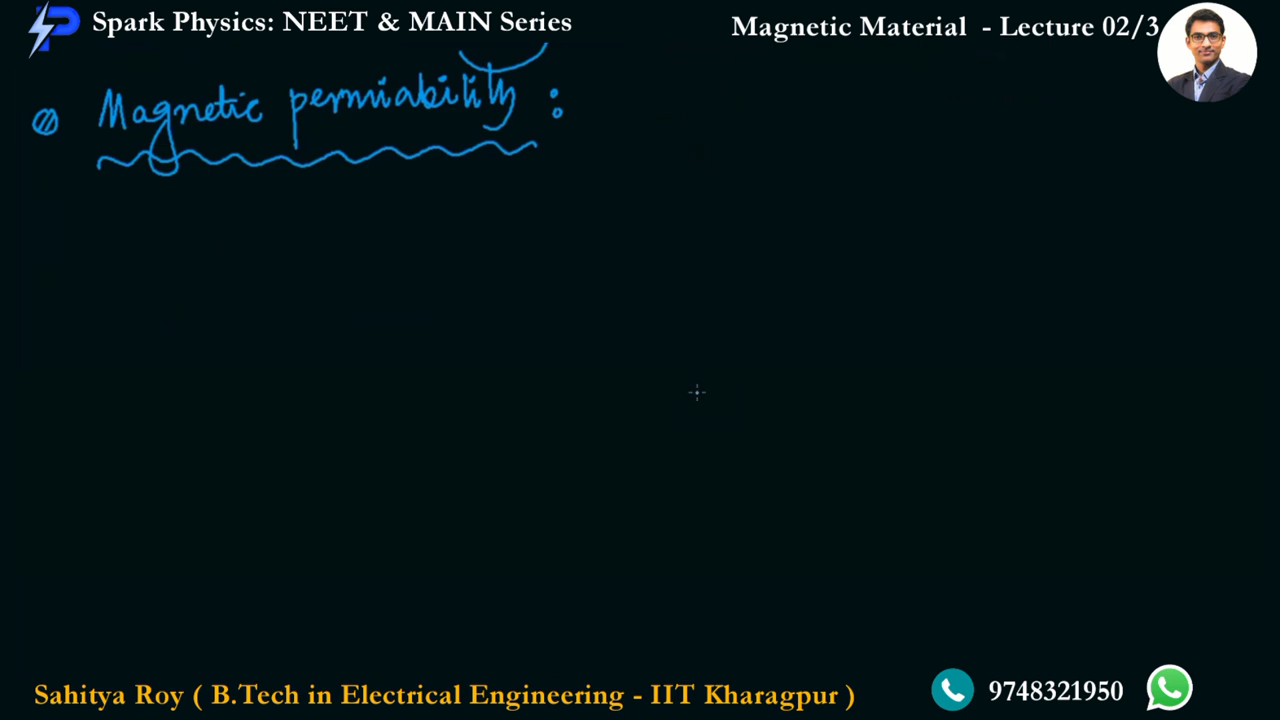 Spark Physics: NEET & MAIN Series
Magnetic Material - Lecture 02/3
Magnetic permiability :
Sahitya Roy ( B.Tech in Electrical Engineering - IIT Kharagpur )
9748321950